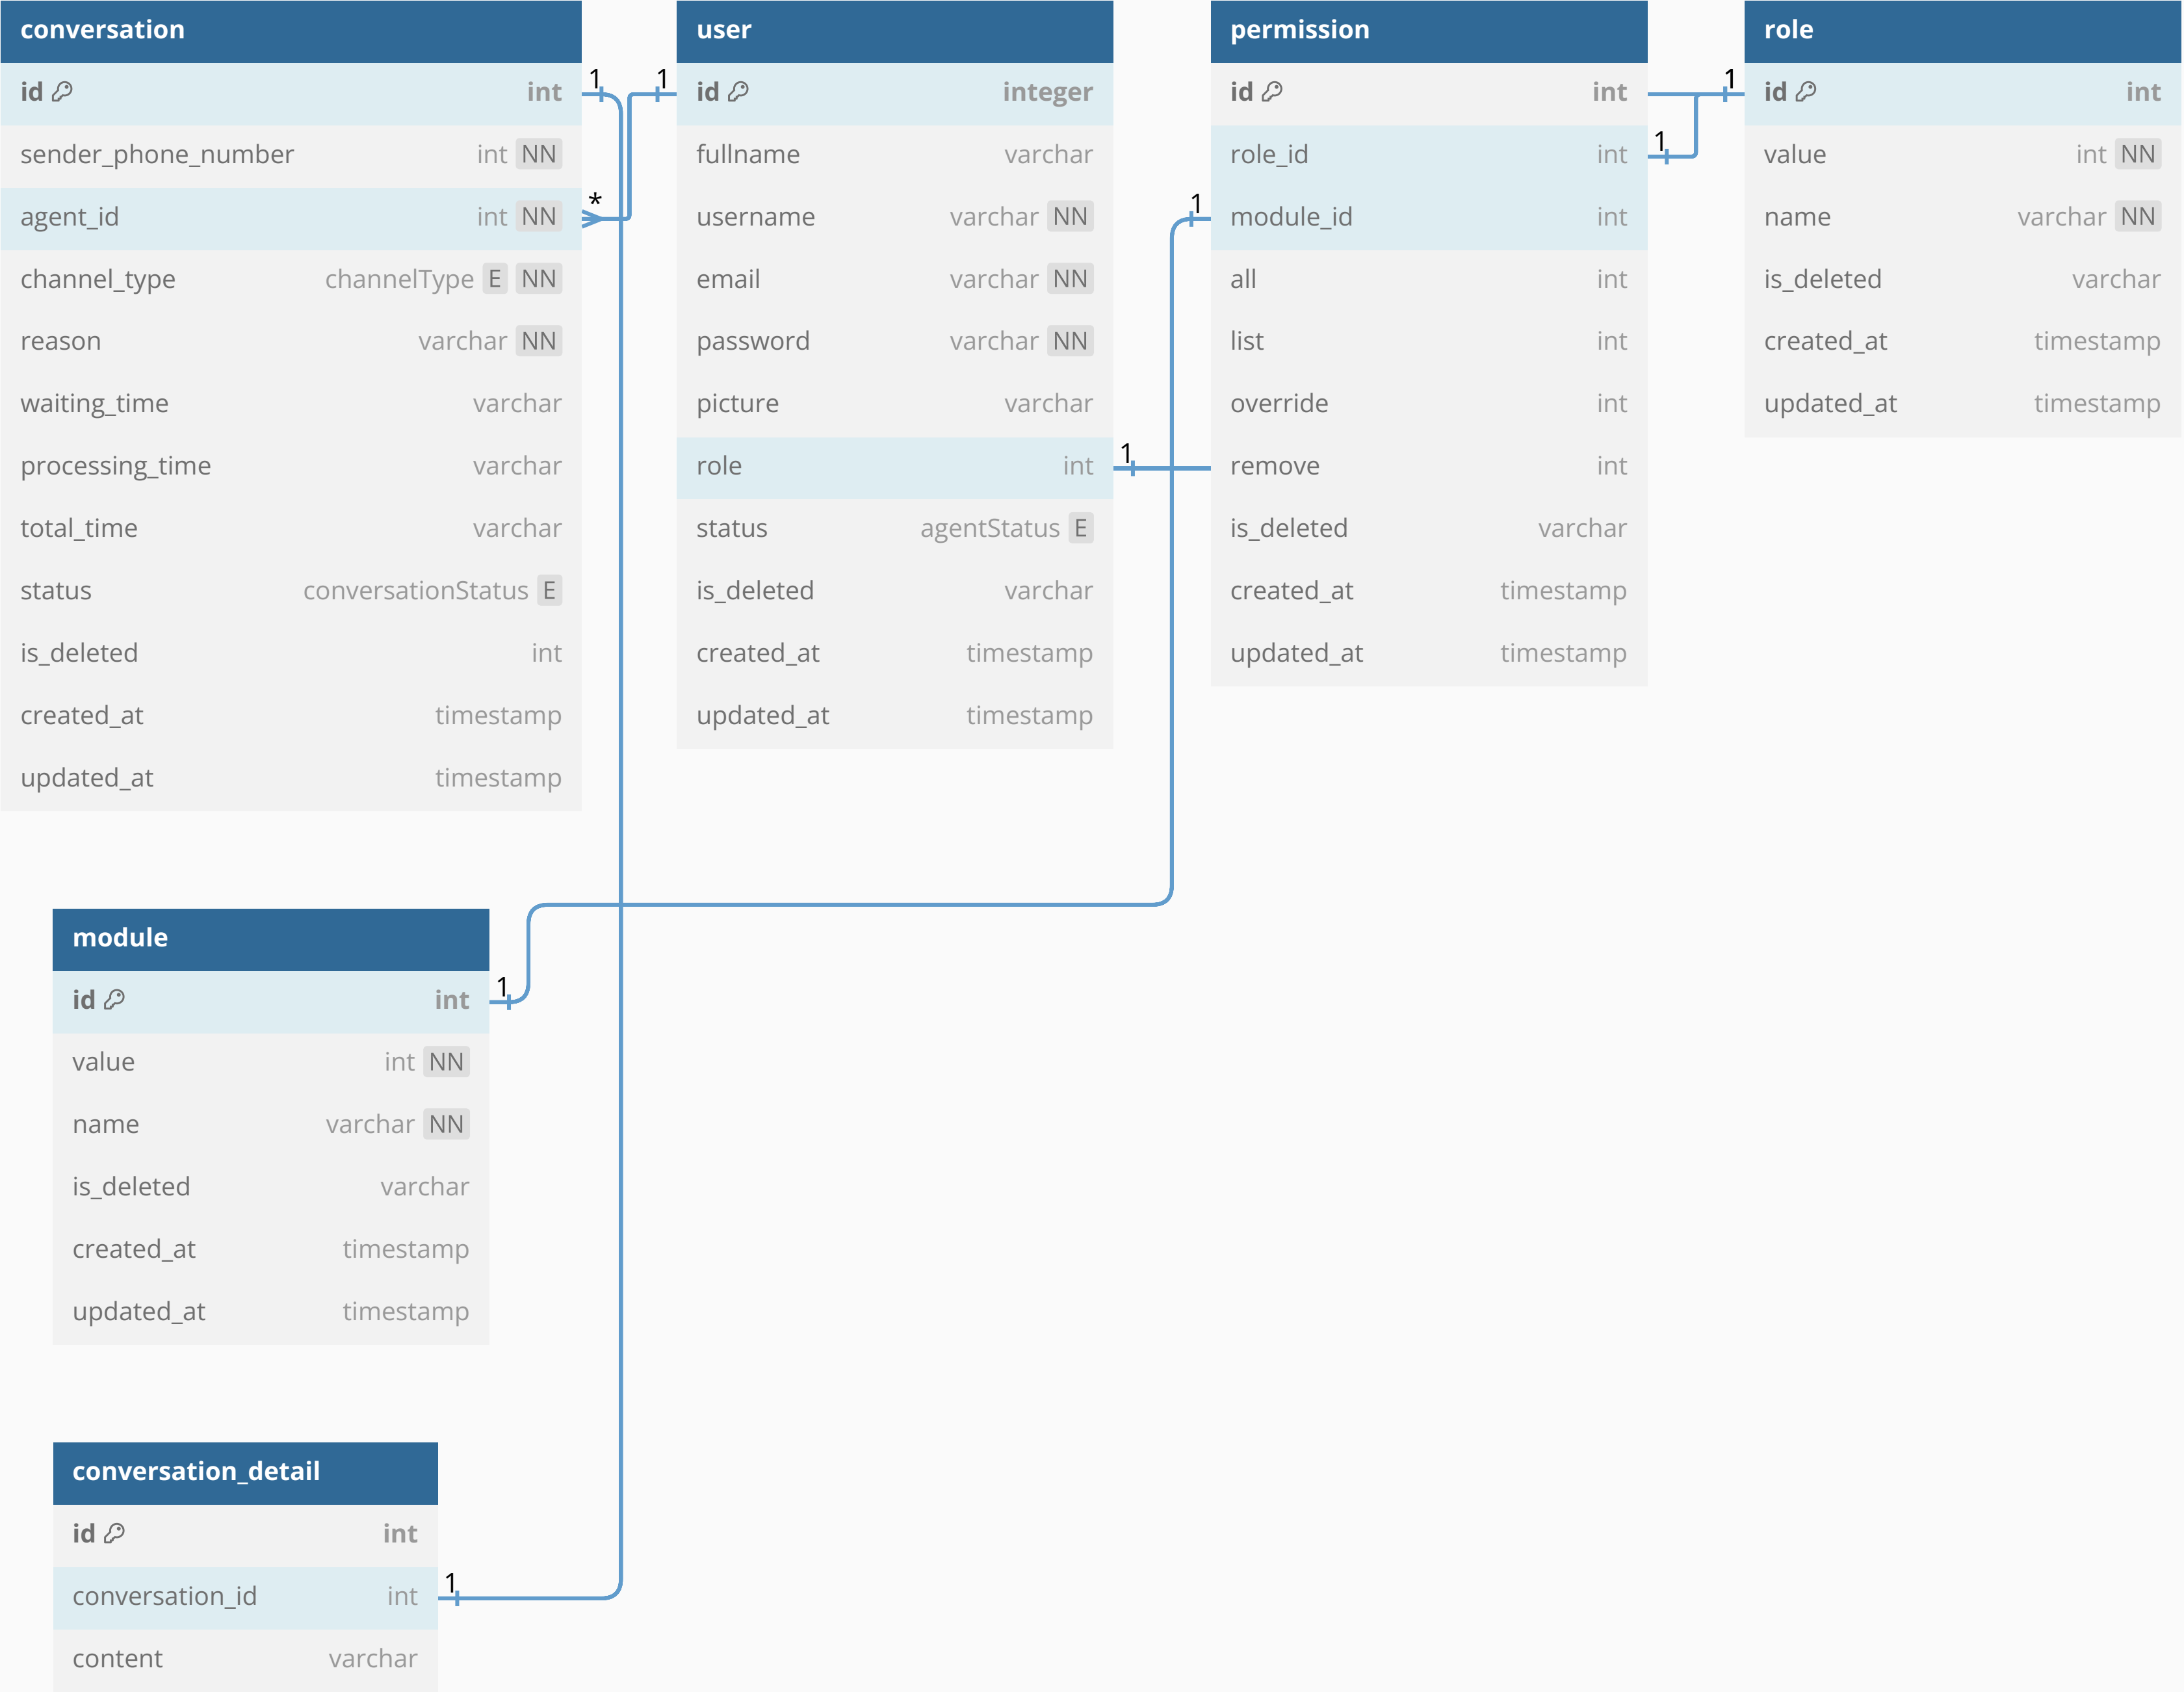 conversation
id int
sender_phone_number int NN
agent_id int NN
channel_type channelType E NN
reason varchar NN
waiting_time varchar
processing_time varchar
total_time varchar
status conversationStatus E
is_deleted int
created_at timestamp
updated_at timestamp
1
*
1
user
id integer
fullname varchar
username varchar NN
email varchar NN
password varchar NN
picture varchar
role int
status agentStatus E
is_deleted varchar
created_at timestamp
updated_at timestamp
1
1
permission
id int
role_id int
module_id int
all int
list int
override int
remove int
is_deleted varchar
created_at timestamp
updated_at timestamp
1
1
role
id int
value int NN
name varchar NN
is_deleted varchar
created_at timestamp
updated_at timestamp
module
id int
value int NN
name varchar NN
is_deleted varchar
created_at timestamp
updated_at timestamp
1
conversation_detail
id int
conversation_id int
content varchar
1